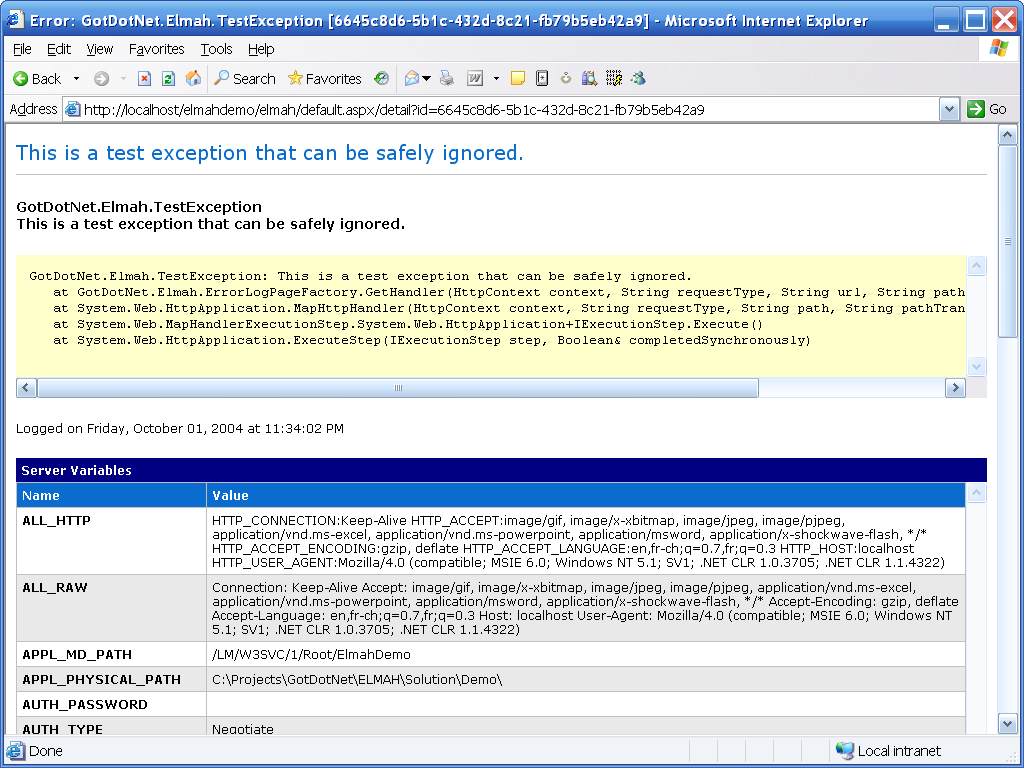 Error: GotDotNet.Elmah.TestException [6645c8d6-5b1c-432d-8c21-fb79b5eb42a9] - Microsoft Internet Explorer
File Edit View Favorites Tools Help
Back Search Favorites
Address http://localhost/elmahdemo/elmah/default.aspx/detail?id=6645c8d6-5b1c-432d-8c21-fb79b5eb42a9 Go
This is a test exception that can be safely ignored.
GotDotNet.Elmah.TestException
This is a test exception that can be safely ignored.
GotDotNet.Elmah.TestException: This is a test exception that can be safely ignored.
at GotDotNet.Elmah.ErrorLogPageFactory.GetHandler(HttpContext context, String requestType, String url, String path
at System.Web.HttpApplication.MapHttpHandler(HttpContext context, String requestType, String path, String pathTran
at System.Web.MapHandlerExecutionStep.System.Web.HttpApplication+IExecutionStep.Execute()
at System.Web.HttpApplication.ExecuteStep(IExecutionStep step, Boolean& completedSynchronously)
Logged on Friday, October 01, 2004 at 11:34:02 PM
Server Variables
Name Value
ALL_HTTP HTTP_CONNECTION:Keep-Alive HTTP_ACCEPT:image/gif, image/x-xbitmap, image/jpeg, image/pjpeg,
application/vnd.ms-excel, application/vnd.ms-powerpoint, application/msword, application/x-shockwave-flash, */*
HTTP_ACCEPT_ENCODING:gzip, deflate HTTP_ACCEPT_LANGUAGE:en,fr-ch;q=0.7,fr;q=0.3 HTTP_HOST:localhost
HTTP_USER_AGENT:Mozilla/4.0 (compatible; MSIE 6.0; Windows NT 5.1; SV1; .NET CLR 1.0.3705; .NET CLR 1.1.4322)
ALL_RAW Connection: Keep-Alive Accept: image/gif, image/x-xbitmap, image/jpeg, image/pjpeg, application/vnd.ms-excel,
application/vnd.ms-powerpoint, application/msword, application/x-shockwave-flash, */* Accept-Encoding: gzip, deflate
Accept-Language: en,fr-ch;q=0.7,fr;q=0.3 Host: localhost User-Agent: Mozilla/4.0 (compatible; MSIE 6.0; Windows NT
5.1; SV1; .NET CLR 1.0.3705; .NET CLR 1.1.4322)
APPL_MD_PATH /LM/W3SVC/1/Root/ElmahDemo
APPL_PHYSICAL_PATH C:\Projects\GotDotNet\ELMAH\Solution\Demo\
AUTH_PASSWORD
AUTH_TYPE Negotiate
Done Local intranet